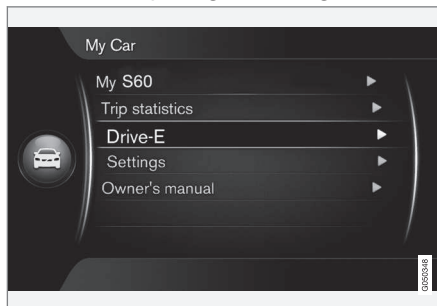 My Car
My S60
Trip statistics
Drive-E
Settings
Owner's manual
G050348